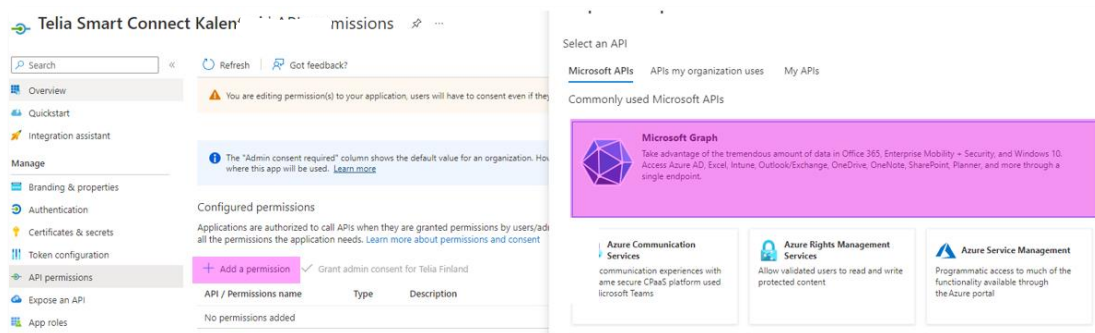 Telia Smart Connect Kalen
missions
Search
Overview
Quickstart
Integration assistant
Manage
Branding & properties
Authentication
Certificates & secrets
Token configuration
API permissions
Expose an API
App roles
Refresh
Got feedback?
You are editing permission(s) to your application, users will have to consent even if they
The "Admin consent required" column shows the default value for an organization. How
where this app will be used. Learn more
Configured permissions
Applications are authorized to call APIs when they are granted permissions by users/adr
all the permissions the application needs. Learn more about permissions and consent
+ Add a permission
Grant admin consent for Telia Finland
API / Permissions name Type Description
No permissions added
Select an API
Microsoft APIs APIs my organization uses My APIs
Commonly used Microsoft APIs
Microsoft Graph
Take advantage of the tremendous amount of data in Office 365, Enterprise Mobility + Security, and Windows 10.
Access Azure AD, Excel, Intune, Outlook/Exchange, OneDrive, OneNote, SharePoint, Planner, and more through a
single endpoint.
Azure Communication
Services
communication experiences with
ame secure CPaaS platform used
licrosoft Teams
Azure Rights Management
Services
Allow validated users to read and write
protected content
Azure Service Management
Programmatic access to much of the
functionality available through
the Azure portal